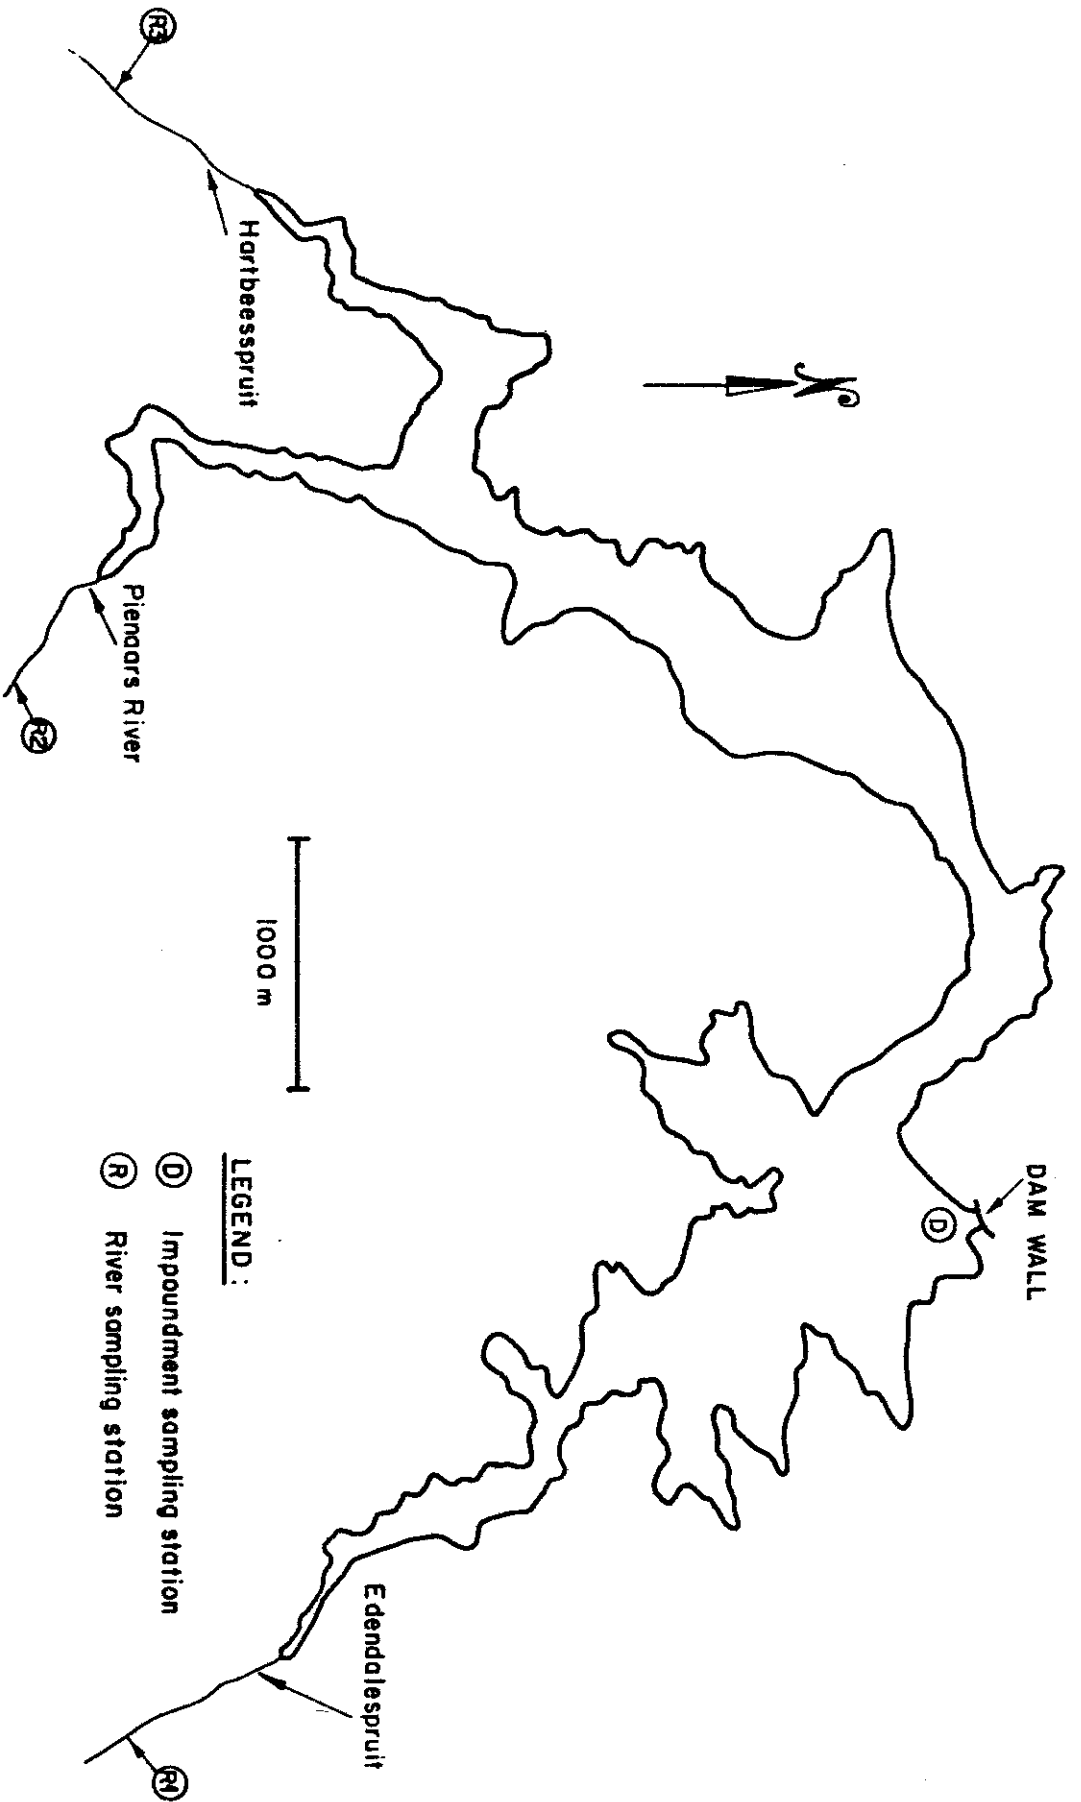 N
DAM WALL
D
R3
Hartbeesspruit
Pienaars River
R2
1000 m
Edendalespruit
R1
LEGEND :
D Impoundment sampling station
R River sampling station